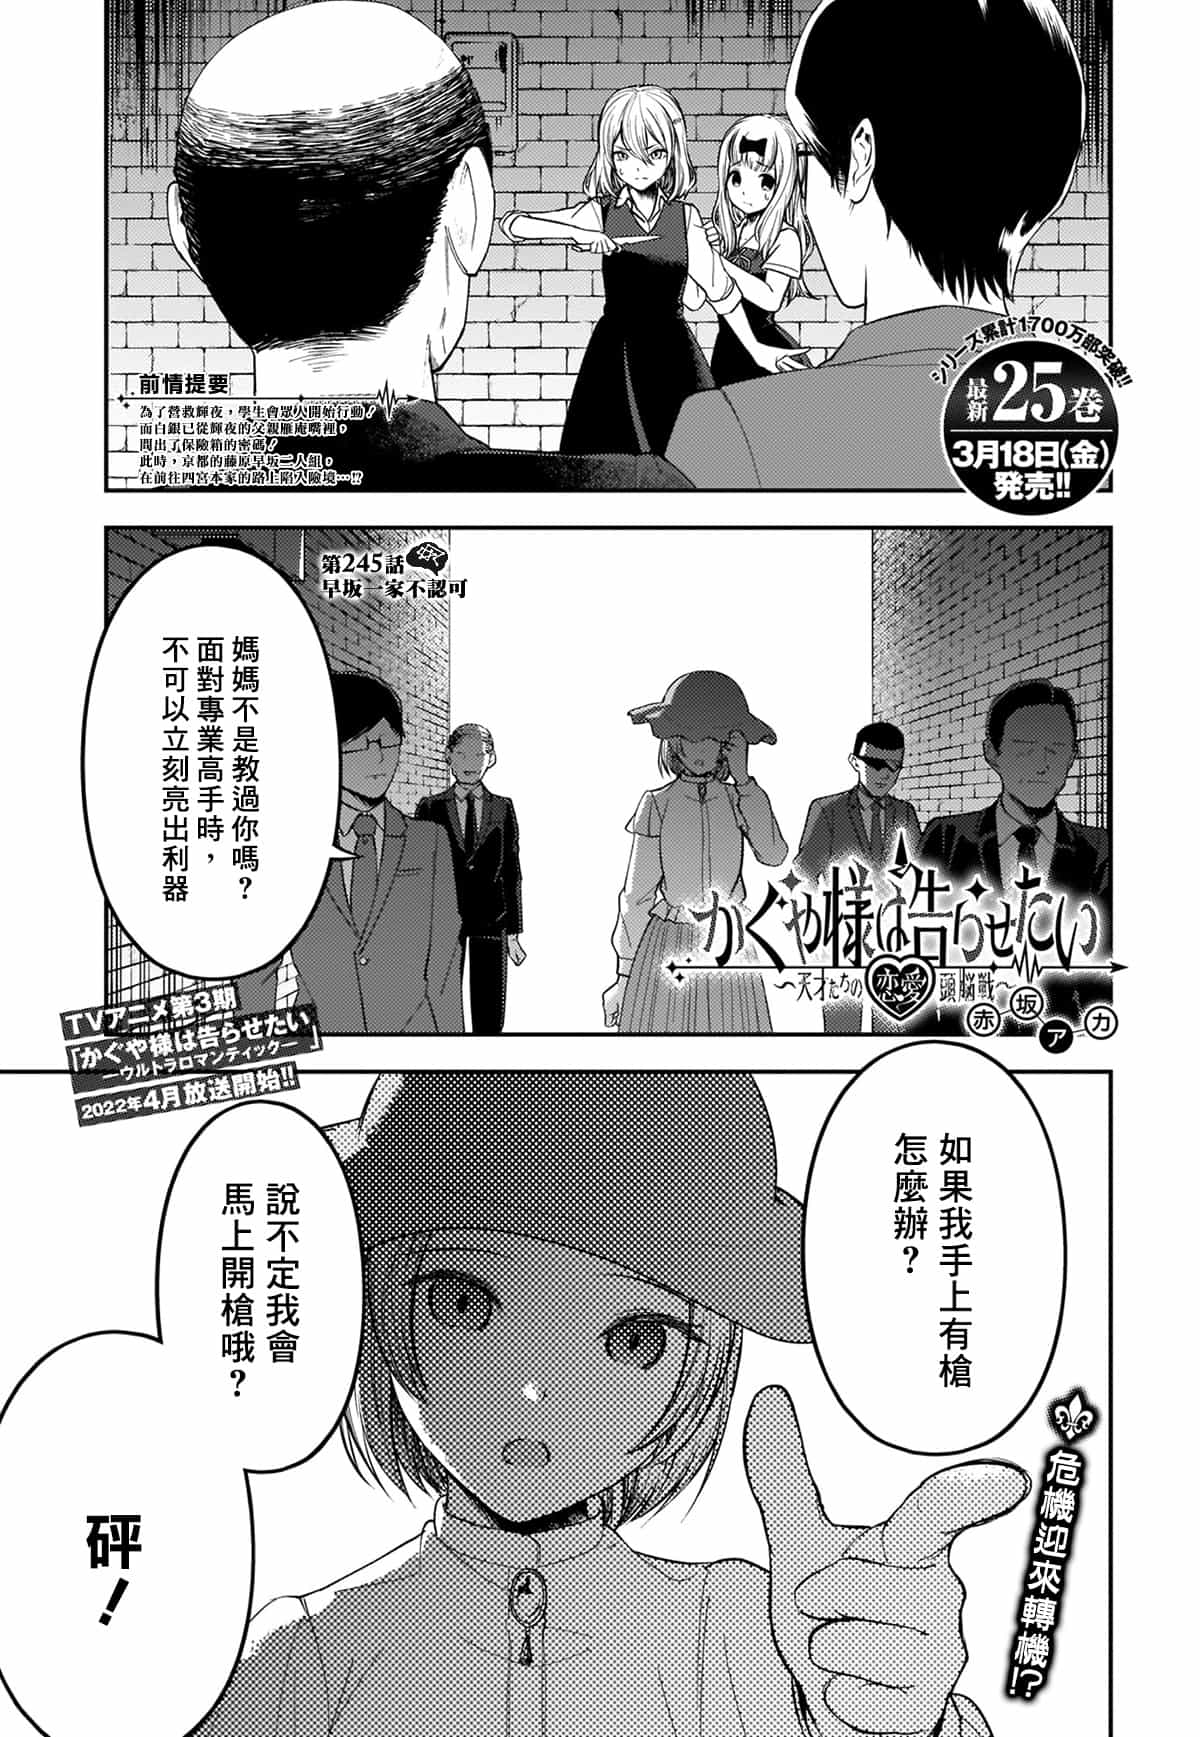 前情提要
為了營救輝夜，學生會眾人開始行動！
而白銀已從輝夜的父親雁庵嘴裡，
問出了保險箱的密碼！
此時，京都的藤原早坂二人組，
在前往四宮本家的路上陷入險境…!?
シリーズ累計1700万部突破!!
最新25巻
3月18日(金)
発売!!
第245話
早坂一家不認可
媽媽不是教過你嗎？
面對專業高手時，
不可以立刻亮出利器
かぐや様は告らせたい
～天才たちの恋愛頭脳戦～
赤坂アカ
TVアニメ第3期
「かぐや様は告らせたい
―ウルトラロマンティック―」
2022年4月放送開始!!
如果我手上有槍
怎麼辦？
說不定我會
馬上開槍哦？
危機迎來轉機!?
砰！